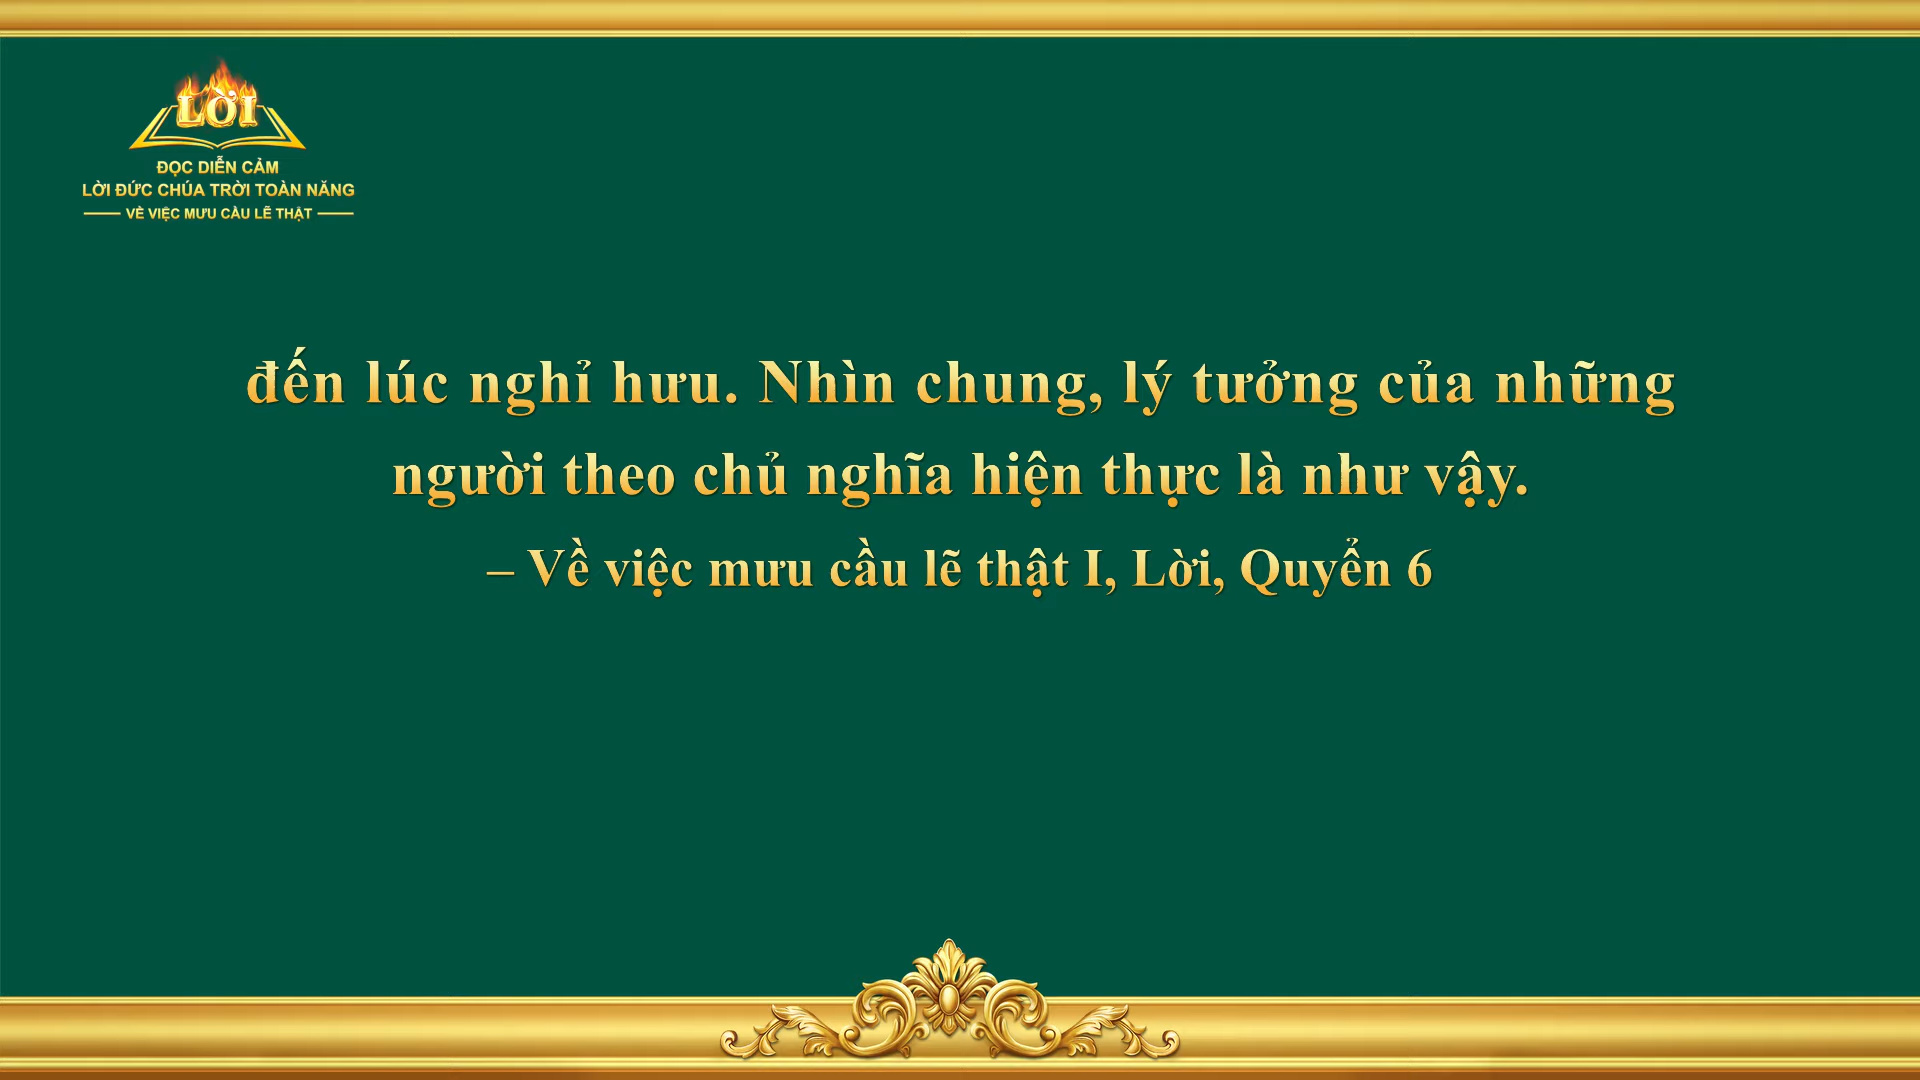 LỜI
ĐỌC DIỄN CẢM
LỜI ĐỨC CHÚA TRỜI TOÀN NĂNG
VỀ VIỆC MƯU CẦU LẼ THẬT
đến lúc nghỉ hưu. Nhìn chung, lý tưởng của những
người theo chủ nghĩa hiện thực là như vậy.
– Về việc mưu cầu lẽ thật I, Lời, Quyển 6